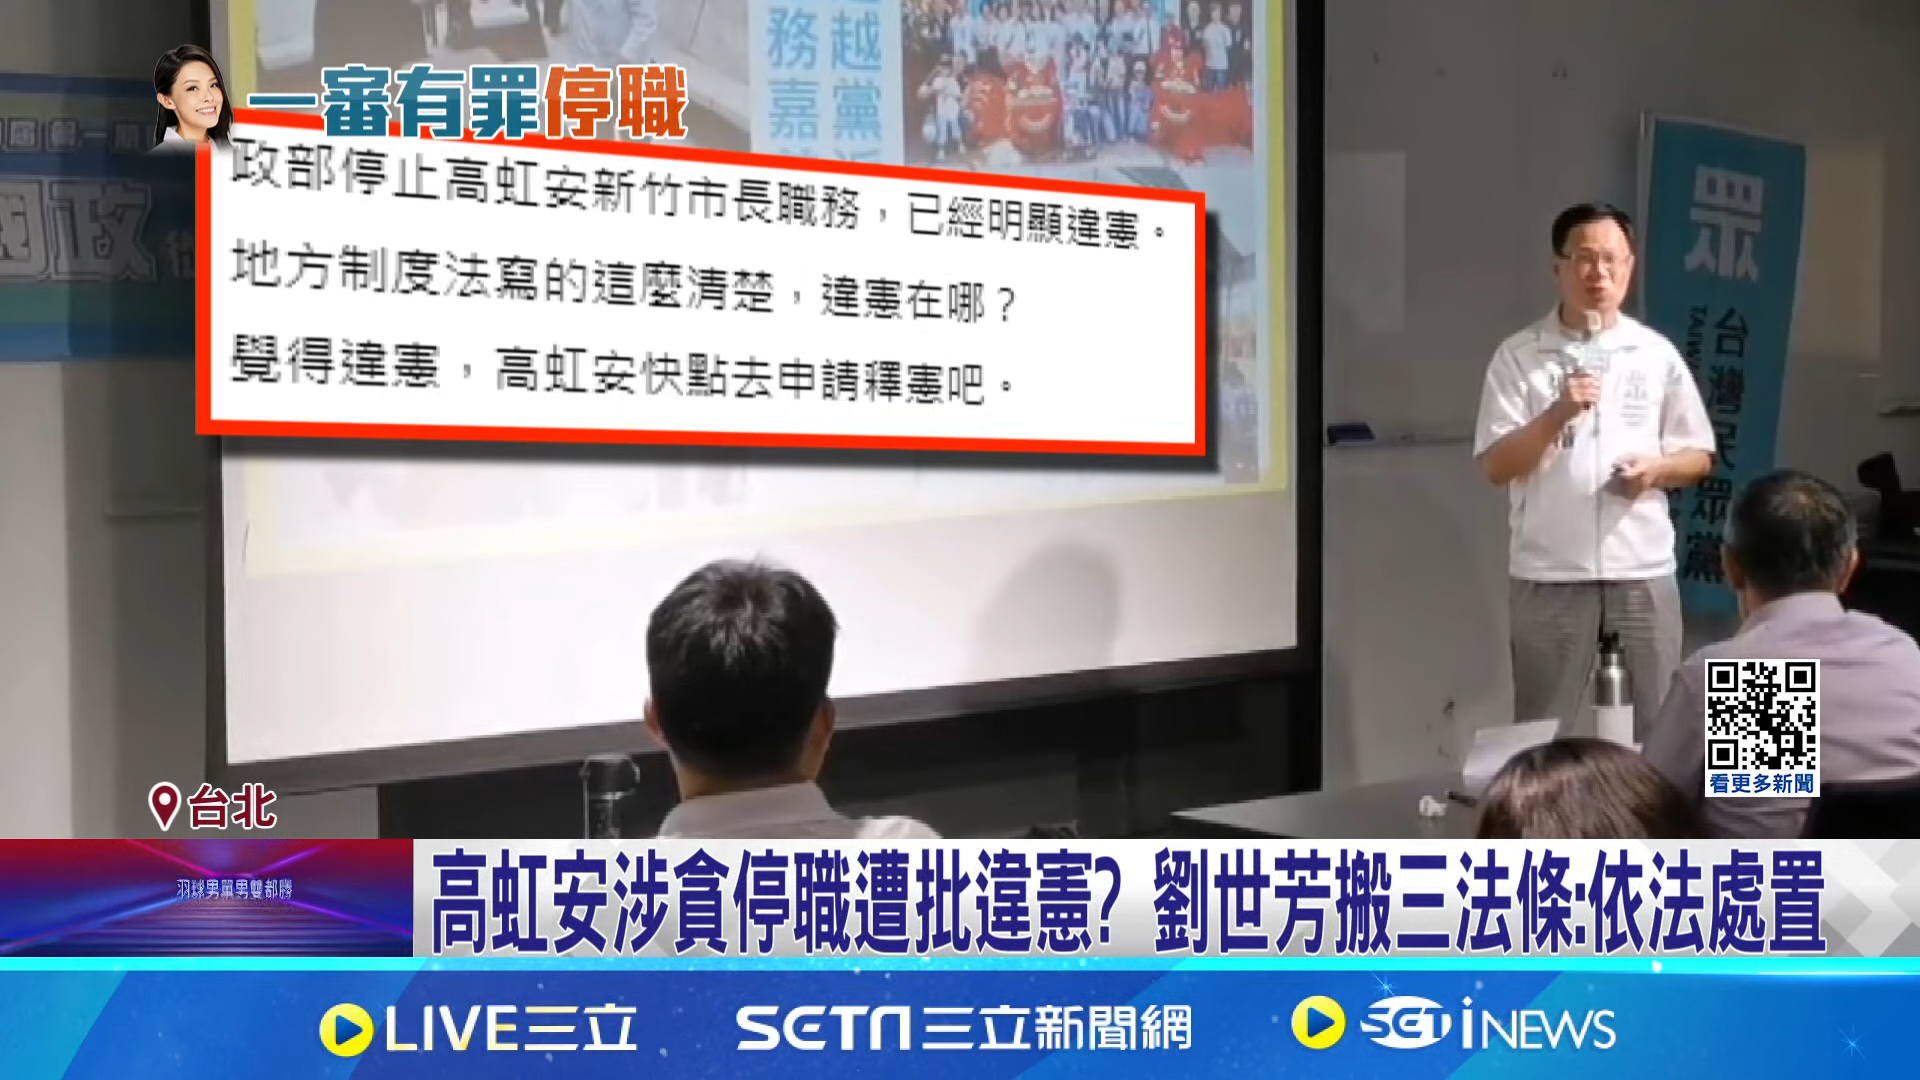 一審有罪停職
越黨
務嘉
政部停止高虹安新竹市長職務，已經明顯違憲。
地方制度法寫的這麼清楚，違憲在哪？
覺得違憲，高虹安快點去申請釋憲吧。
國政
眾
台灣民眾黨
看更多新聞
台北
羽球男單男雙都勝
高虹安涉貪停職遭批違憲? 劉世芳搬三法條:依法處置
LIVE三立
SETN三立新聞網
SETiNEWS